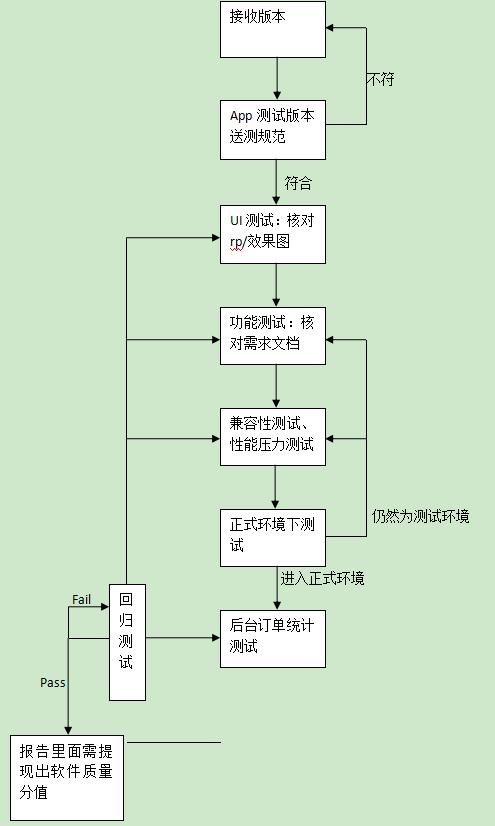 接收版本
不符
App 测试版本
送测规范
符合
UI 测试：核对
rp/效果图
功能测试：核
对需求文档
兼容性测试、
性能压力测试
正式环境下测
试
仍然为测试环境
进入正式环境
Fail
回
归
测
试
后台订单统计
测试
Pass
报告里面需提
现出软件质量
分值